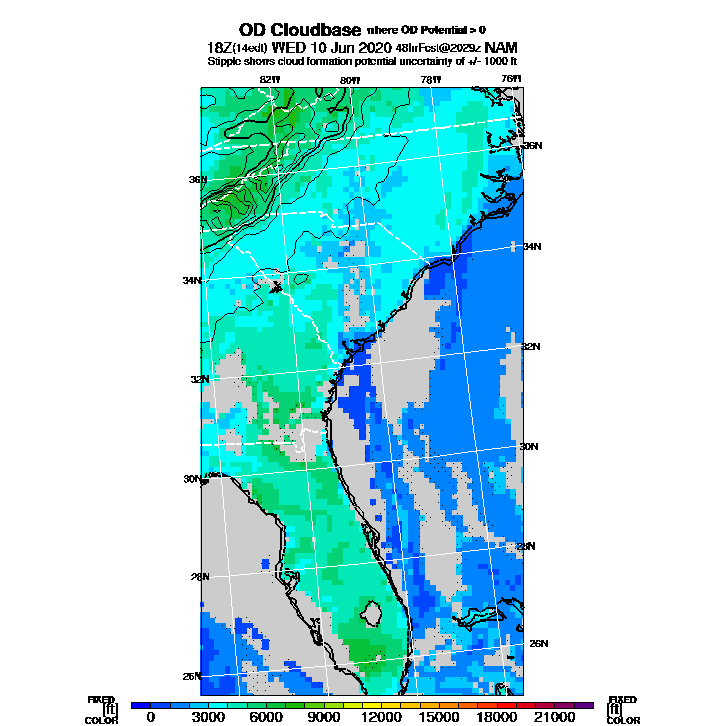 OD Cloudbase where OD Potential > 0
18Z(14edt) WED 10 Jun 2020 48hrFcst@2029z NAM
Stipple shows cloud formation potential uncertainty of +/- 1000 ft
82W 80W 78W 76W
36N
36N
34N
34N
32N
32N
30N
30N
28N
28N
26N
26N
FIXED FIXED
[ft] 0 3000 6000 9000 12000 15000 18000 21000 [ft]
COLOR COLOR